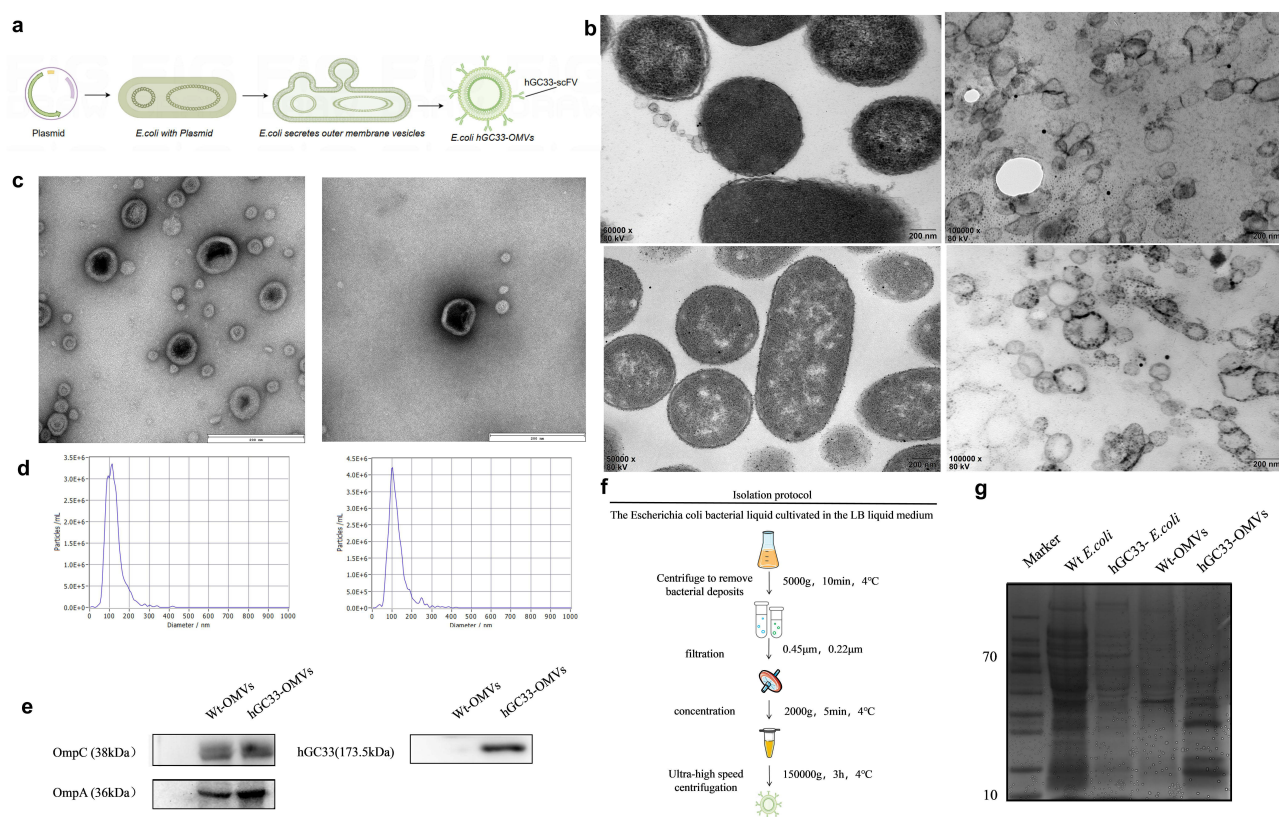 a
hGC33-scFV
Plasmid
E.coli with Plasmid
E.coli secretes outer membrane vesicles
E.coli hGC33-OMVs
b
60000 x
80 kV
200 nm
100000 x
80 kV
200 nm
50000 x
80 kV
200 nm
100000 x
80 kV
200 nm
c
200 nm
200 nm
d
3.5E+6
3.0E+6
2.5E+6
2.0E+6
1.5E+6
1.0E+6
5.0E+5
0.0E+0
Particles /mL
0 100 200 300 400 500 600 700 800 900 1000
Diameter / nm
4.5E+6
4.0E+6
3.5E+6
3.0E+6
2.5E+6
2.0E+6
1.5E+6
1.0E+6
5.0E+5
0.0E+0
Particles /mL
0 100 200 300 400 500 600 700 800 900 1000
Diameter / nm
e
Wt-OMVs
hGC33-OMVs
OmpC (38kDa)
OmpA (36kDa)
Wt-OMVs
hGC33-OMVs
hGC33(173.5kDa)
f
Isolation protocol
The Escherichia coli bacterial liquid cultivated in the LB liquid medium
Centrifuge to remove
bacterial deposits
5000g, 10min, 4℃
filtration
0.45μm, 0.22μm
concentration
2000g, 5min, 4℃
Ultra-high speed
centrifugation
150000g, 3h, 4℃
g
Marker
Wt E.coli
hGC33- E.coli
Wt-OMVs
hGC33-OMVs
70
10